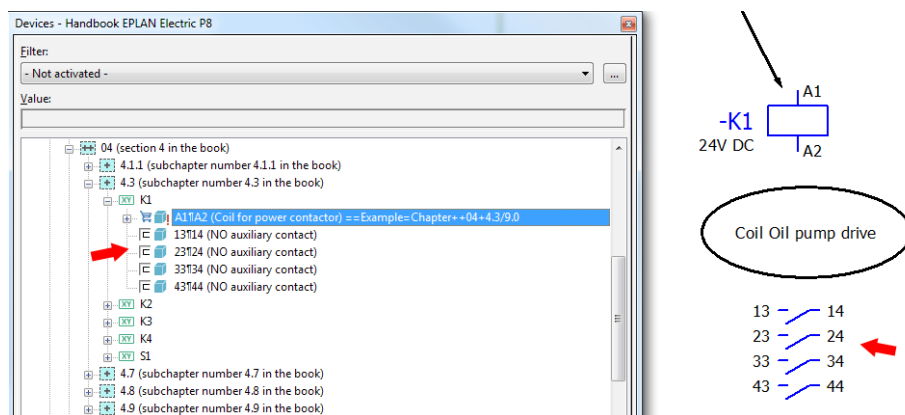 Devices - Handbook EPLAN Electric P8
Filter:
- Not activated -
...
Value:
04 (section 4 in the book)
4.1.1 (subchapter number 4.1.1 in the book)
4.3 (subchapter number 4.3 in the book)
K1
A1¶A2 (Coil for power contactor) ==Example=Chapter++04+4.3/9.0
13¶14 (NO auxiliary contact)
23¶24 (NO auxiliary contact)
33¶34 (NO auxiliary contact)
43¶44 (NO auxiliary contact)
K2
K3
K4
S1
4.7 (subchapter number 4.7 in the book)
4.8 (subchapter number 4.8 in the book)
4.9 (subchapter number 4.9 in the book)
A1
-K1
24V DC
A2
Coil Oil pump drive
13 14
23 24
33 34
43 44